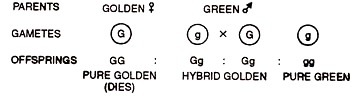 PARENTS GOLDEN ♀ GREEN ♂
GAMETES G g × G g
OFFSPRINGS GG : Gg : Gg : gg
PURE GOLDEN HYBRID GOLDEN PURE GREEN
(DIES)